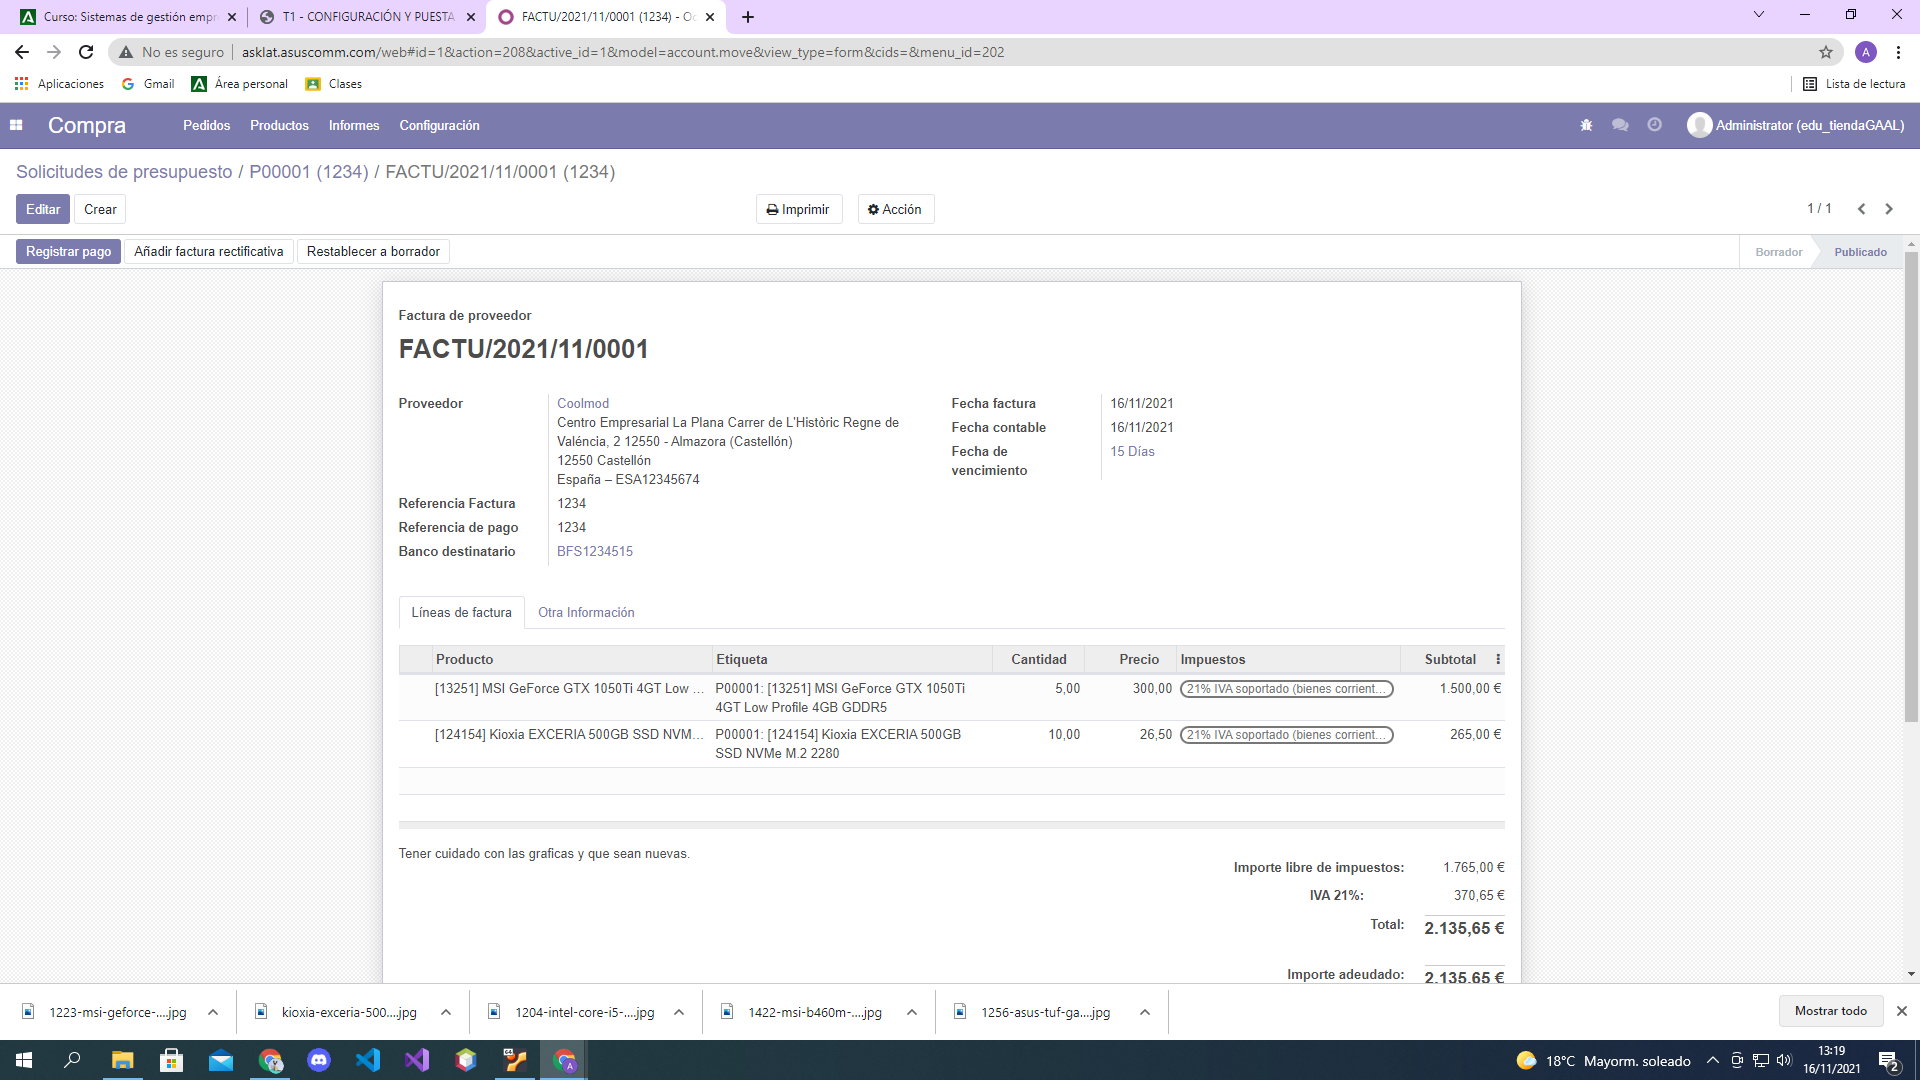 Curso: Sistemas de gestión empr
T1 - CONFIGURACIÓN Y PUESTA
FACTU/2021/11/0001 (1234) - Oc
No es seguro
asklat.asuscomm.com/web#id=1&action=208&active_id=1&model=account.move&view_type=form&cids=&menu_id=202
A
Aplicaciones
Gmail
Área personal
Clases
Lista de lectura
Compra
Pedidos
Productos
Informes
Configuración
Administrator (edu_tiendaGAAL)
Solicitudes de presupuesto / P00001 (1234) / FACTU/2021/11/0001 (1234)
Editar
Crear
Imprimir
Acción
1 / 1
Registrar pago
Añadir factura rectificativa
Restablecer a borrador
Borrador
Publicado
Factura de proveedor
FACTU/2021/11/0001
Proveedor
Coolmod
Centro Empresarial La Plana Carrer de L'Històric Regne de
Valéncia, 2 12550 - Almazora (Castellón)
12550 Castellón
España – ESA12345674
Referencia Factura
1234
Referencia de pago
1234
Banco destinatario
BFS1234515
Fecha factura
16/11/2021
Fecha contable
16/11/2021
Fecha de
vencimiento
15 Días
Líneas de factura
Otra Información
Producto
Etiqueta
Cantidad
Precio
Impuestos
Subtotal
[13251] MSI GeForce GTX 1050Ti 4GT Low ...
P00001: [13251] MSI GeForce GTX 1050Ti
4GT Low Profile 4GB GDDR5
5,00
300,00
21% IVA soportado (bienes corrient...
1.500,00 €
[124154] Kioxia EXCERIA 500GB SSD NVM...
P00001: [124154] Kioxia EXCERIA 500GB
SSD NVMe M.2 2280
10,00
26,50
21% IVA soportado (bienes corrient...
265,00 €
Tener cuidado con las graficas y que sean nuevas.
Importe libre de impuestos:
1.765,00 €
IVA 21%:
370,65 €
Total:
2.135,65 €
Importe adeudado:
2.135,65 €
1223-msi-geforce-....jpg
kioxia-exceria-500....jpg
1204-intel-core-i5-....jpg
1422-msi-b460m-....jpg
1256-asus-tuf-ga....jpg
Mostrar todo
18°C Mayorm. soleado
13:19
16/11/2021
2